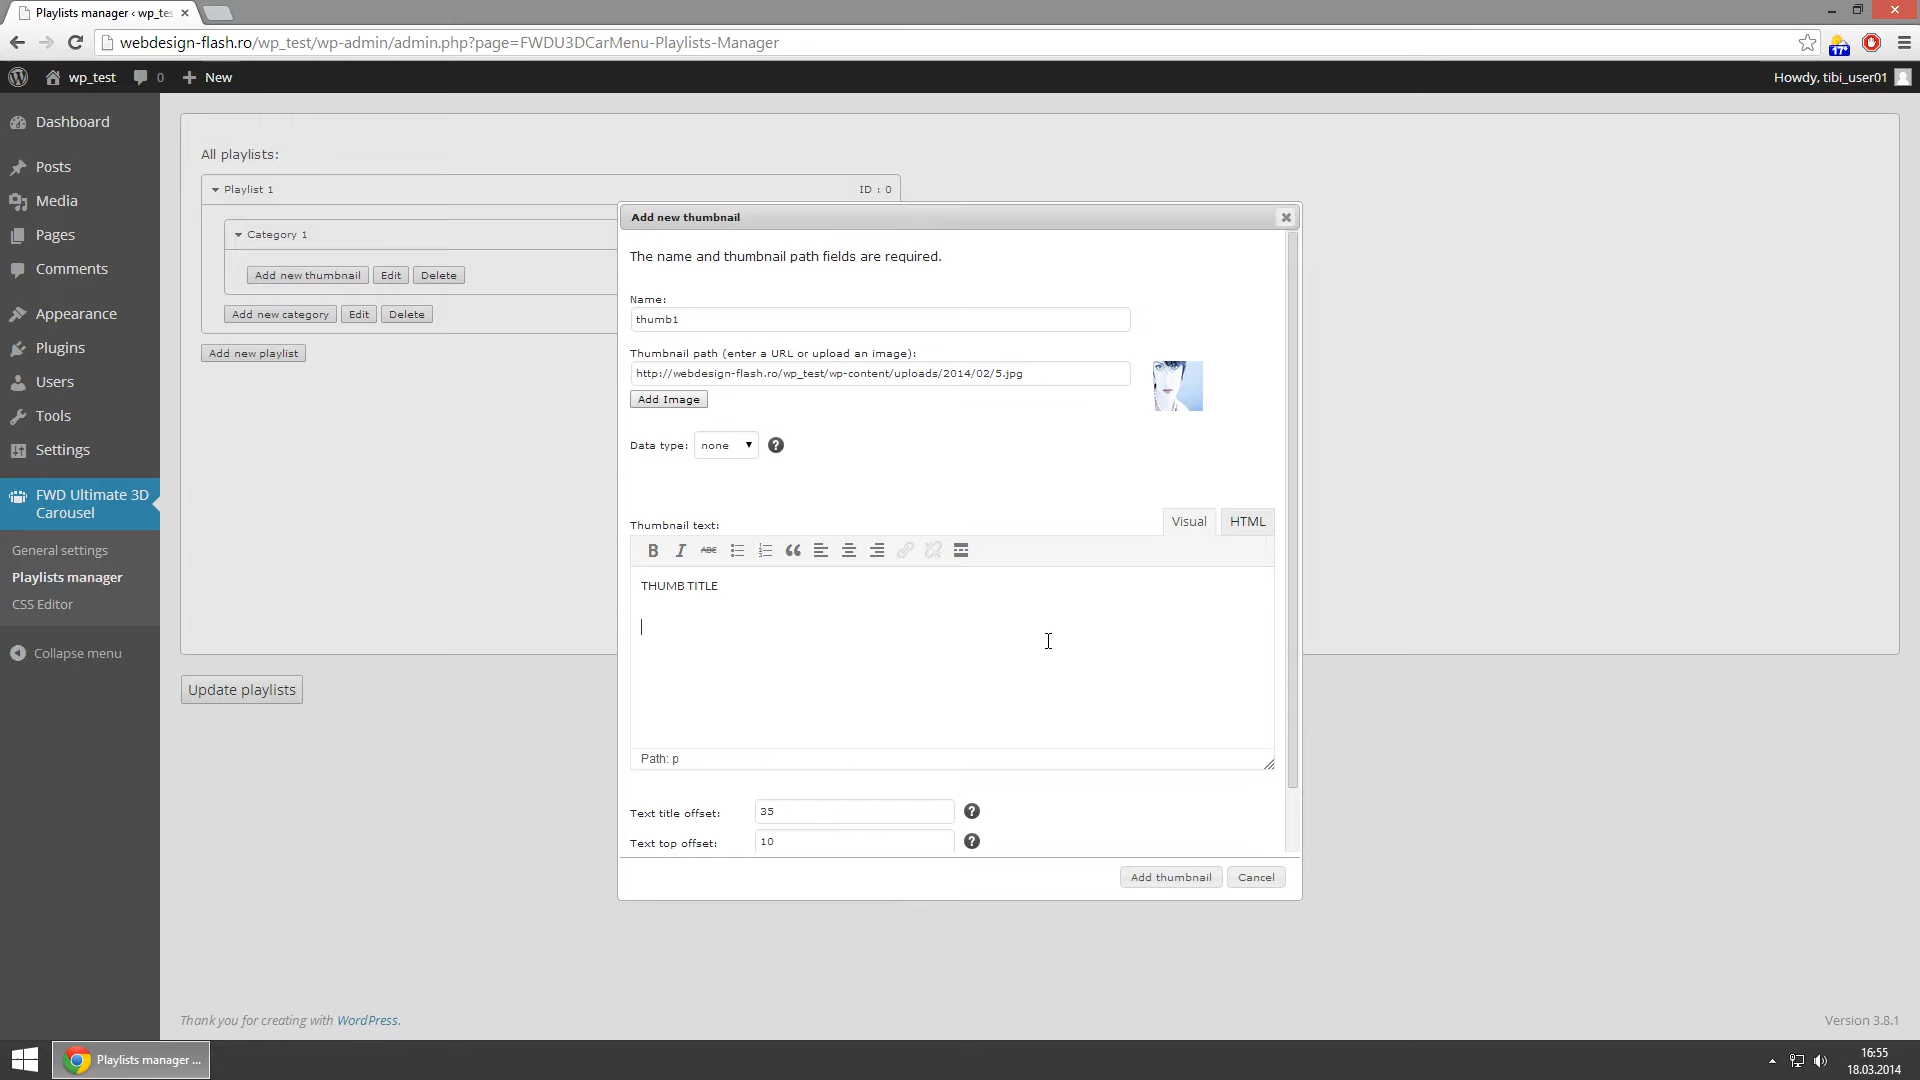 Playlists manager ‹ wp_tes
webdesign-flash.ro/wp_test/wp-admin/admin.php?page=FWDU3DCarMenu-Playlists-Manager
17°
wp_test 0 New Howdy, tibi_user01
Dashboard
Posts
Media
Pages
Comments
Appearance
Plugins
Users
Tools
Settings
FWD Ultimate 3D
Carousel
General settings
Playlists manager
CSS Editor
Collapse menu
All playlists:
Playlist 1 ID : 0
Category 1
Add new thumbnail Edit Delete
Add new category Edit Delete
Add new playlist
Update playlists
Add new thumbnail
The name and thumbnail path fields are required.
Name:
thumb1
Thumbnail path (enter a URL or upload an image):
http://webdesign-flash.ro/wp_test/wp-content/uploads/2014/02/5.jpg
Add Image
Data type: none ?
Thumbnail text: Visual HTML
B I ABC
THUMB TITLE
Path: p
Text title offset: 35 ?
Text top offset: 10 ?
Add thumbnail Cancel
Thank you for creating with WordPress. Version 3.8.1
Playlists manager ...
16:55
18.03.2014